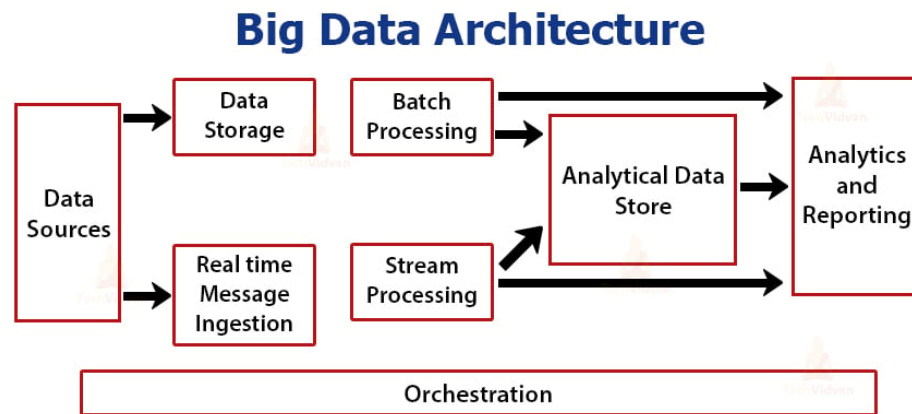 Big Data Architecture
Data
Storage
Batch
Processing
Data
Sources
Analytical Data
Store
Analytics
and
Reporting
Real time
Message
Ingestion
Stream
Processing
Orchestration
TechVidvan